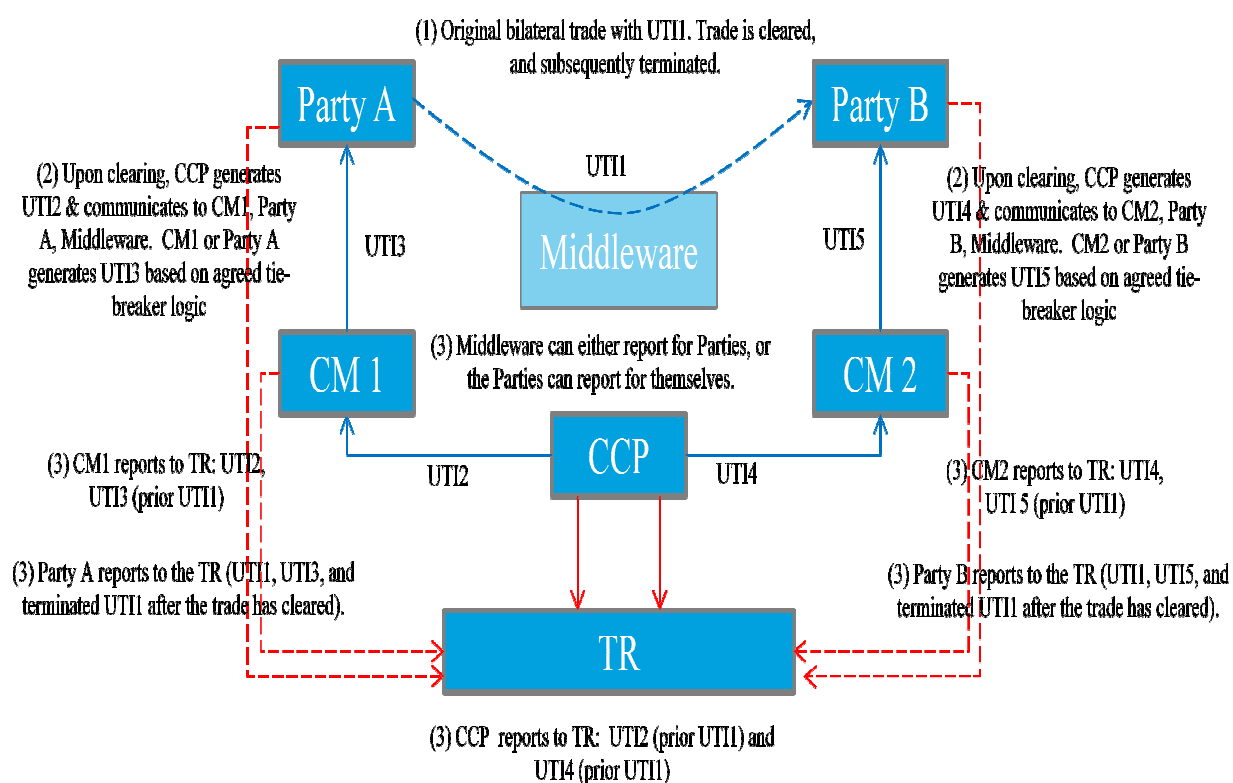 (1) Original bilateral trade with UTI1. Trade is cleared,
and subsequently terminated.
Party A
Party B
UTI1
(2) Upon clearing, CCP generates
UTI2 & communicates to CM1, Party
A, Middleware. CM1 or Party A
generates UTI3 based on agreed tie-
breaker logic
UTI3
Middleware
UTI5
(2) Upon clearing, CCP generates
UTI4 & communicates to CM2, Party
B, Middleware. CM2 or Party B
generates UTI5 based on agreed tie-
breaker logic
(3) Middleware can either report for Parties, or
the Parties can report for themselves.
CM 1
CM 2
CCP
UTI2
UTI4
(3) CM1 reports to TR: UTI2,
UTI3 (prior UTI1)
(3) CM2 reports to TR: UTI4,
UTI 5 (prior UTI1)
(3) Party A reports to the TR (UTI1, UTI3, and
terminated UTI1 after the trade has cleared).
(3) Party B reports to the TR (UTI1, UTI5, and
terminated UTI1 after the trade has cleared).
TR
(3) CCP reports to TR: UTI2 (prior UTI1) and
UTI4 (prior UTI1)